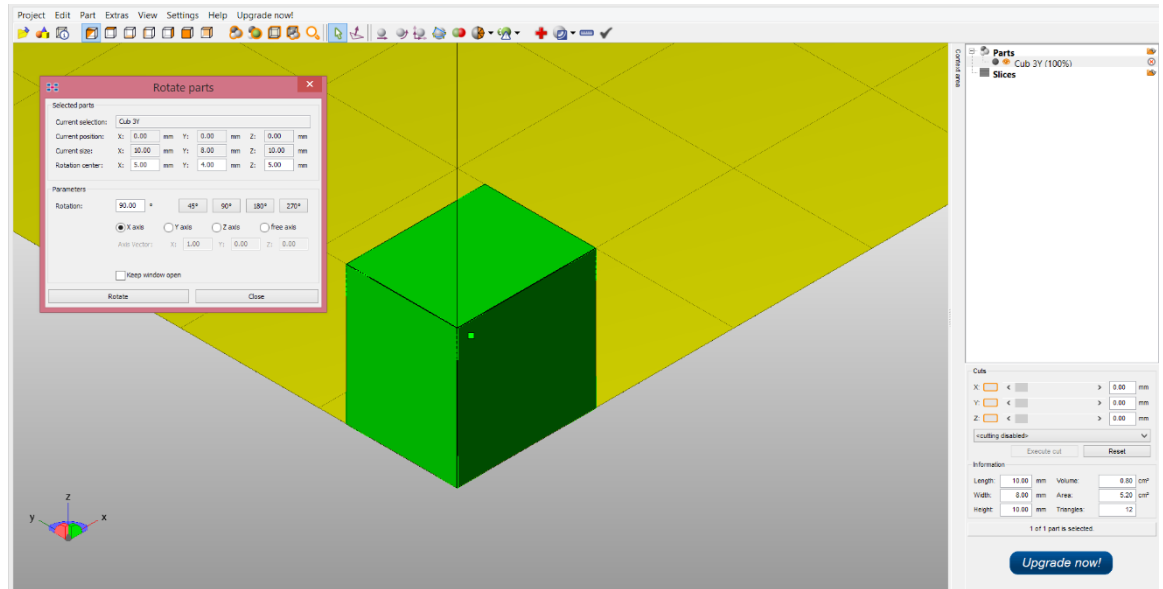 Project Edit Part Extras View Settings Help Upgrade now!
Rotate parts
×
Selected parts
Current selection: Cub 3Y
Current position: X: 0.00 mm Y: 0.00 mm Z: 0.00 mm
Current size: X: 10.00 mm Y: 8.00 mm Z: 10.00 mm
Rotation center: X: 5.00 mm Y: 4.00 mm Z: 5.00 mm
Parameters
Rotation: 90.00 ° 45° 90° 180° 270°
X axis Y axis Z axis free axis
Axis Vector: X: 1.00 Y: 0.00 Z: 0.00
Keep window open
Rotate Close
z
y x
Context area
Parts
Cub 3Y (100%)
Slices
Cuts
X: < > 0.00 mm
Y: < > 0.00 mm
Z: < > 0.00 mm
<cutting disabled>
Execute cut Reset
Information
Length: 10.00 mm Volume: 0.80 cm³
Width: 8.00 mm Area: 5.20 cm²
Height: 10.00 mm Triangles: 12
1 of 1 part is selected.
Upgrade now!